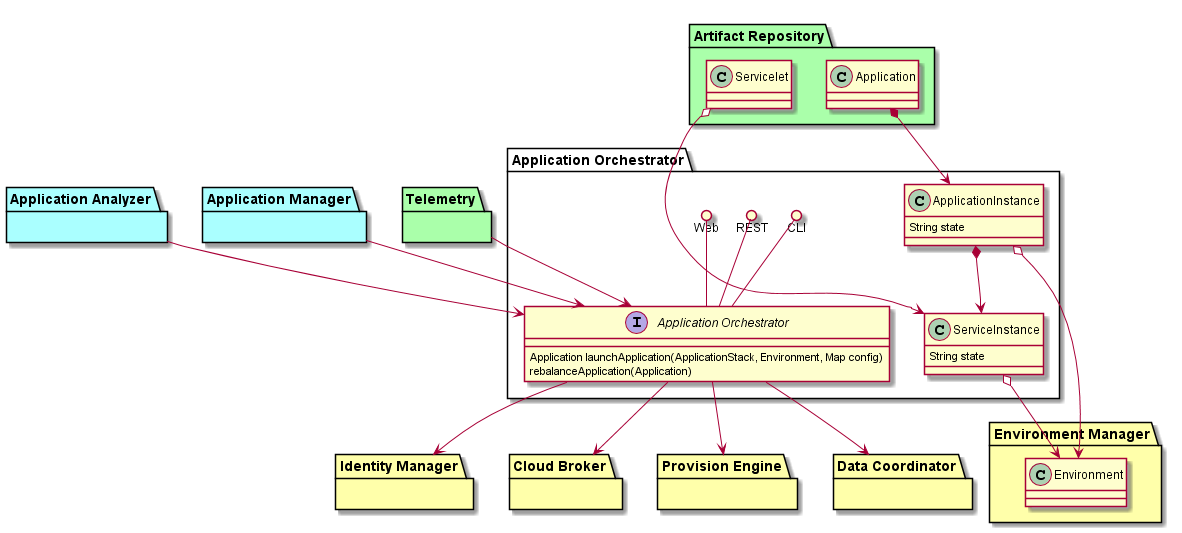 Artifact Repository
C Servicelet
C Application
Application Orchestrator
Application Analyzer
Application Manager
Telemetry
C ApplicationInstance
String state
Web
REST
CLI
I Application Orchestrator
Application launchApplication(ApplicationStack, Environment, Map config)
rebalanceApplication(Application)
C ServiceInstance
String state
Identity Manager
Cloud Broker
Provision Engine
Data Coordinator
Environment Manager
C Environment